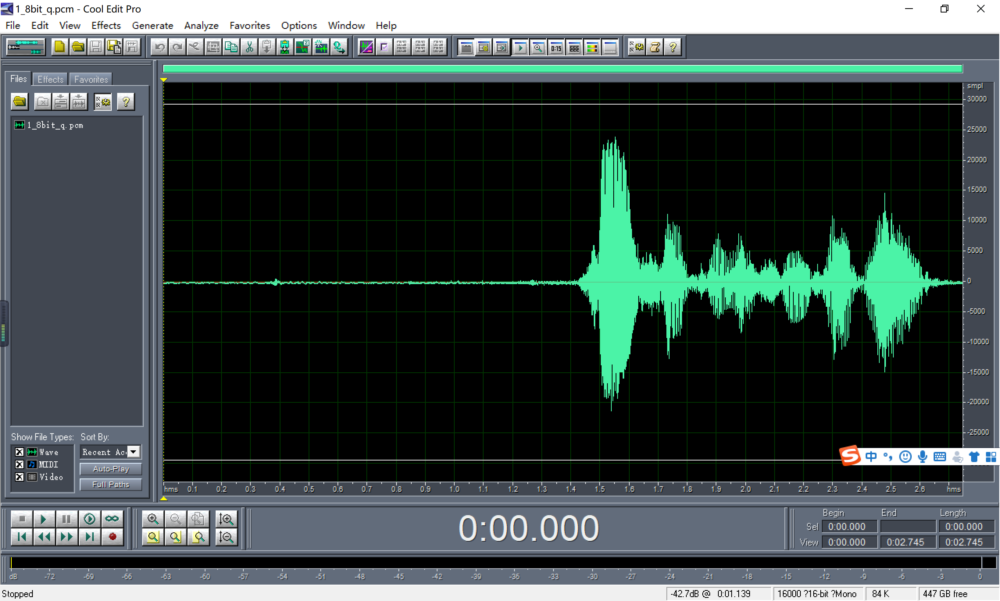 1_8bit_q.pcm - Cool Edit Pro
File Edit View Effects Generate Analyze Favorites Options Window Help
0:15
Files Effects Favorites
1_8bit_q.pcm
smpl
30000
25000
20000
15000
10000
5000
0
-5000
-10000
-15000
-20000
-25000
中
Show File Types: Sort By:
Wave
MIDI
Video
Recent Ac
Auto-Play
Full Paths
hms 0.1 0.2 0.3 0.4 0.5 0.6 0.7 0.8 0.9 1.0 1.1 1.2 1.3 1.4 1.5 1.6 1.7 1.8 1.9 2.0 2.1 2.2 2.3 2.4 2.5 2.6 hms
0:00.000
Begin End Length
Sel 0:00.000 0:00.000
View 0:00.000 0:02.745 0:02.745
dB -72 -69 -66 -63 -60 -57 -54 -51 -48 -45 -42 -39 -36 -33 -30 -27 -24 -21 -18 -15 -12 -9 -6 -3 0
Stopped -42.7dB @ 0:01.139 16000 ?16-bit ?Mono 84 K 447 GB free